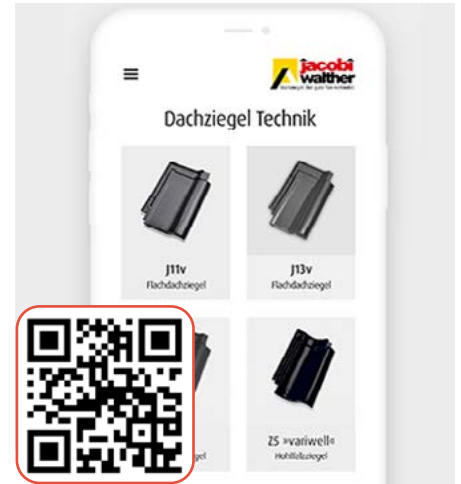 jacobi
walther
Dachziegel Technik
J11v
Flachdachziegel
J13v
Flachdachziegel
Z5 »variwell«
Hohlfalzziegel